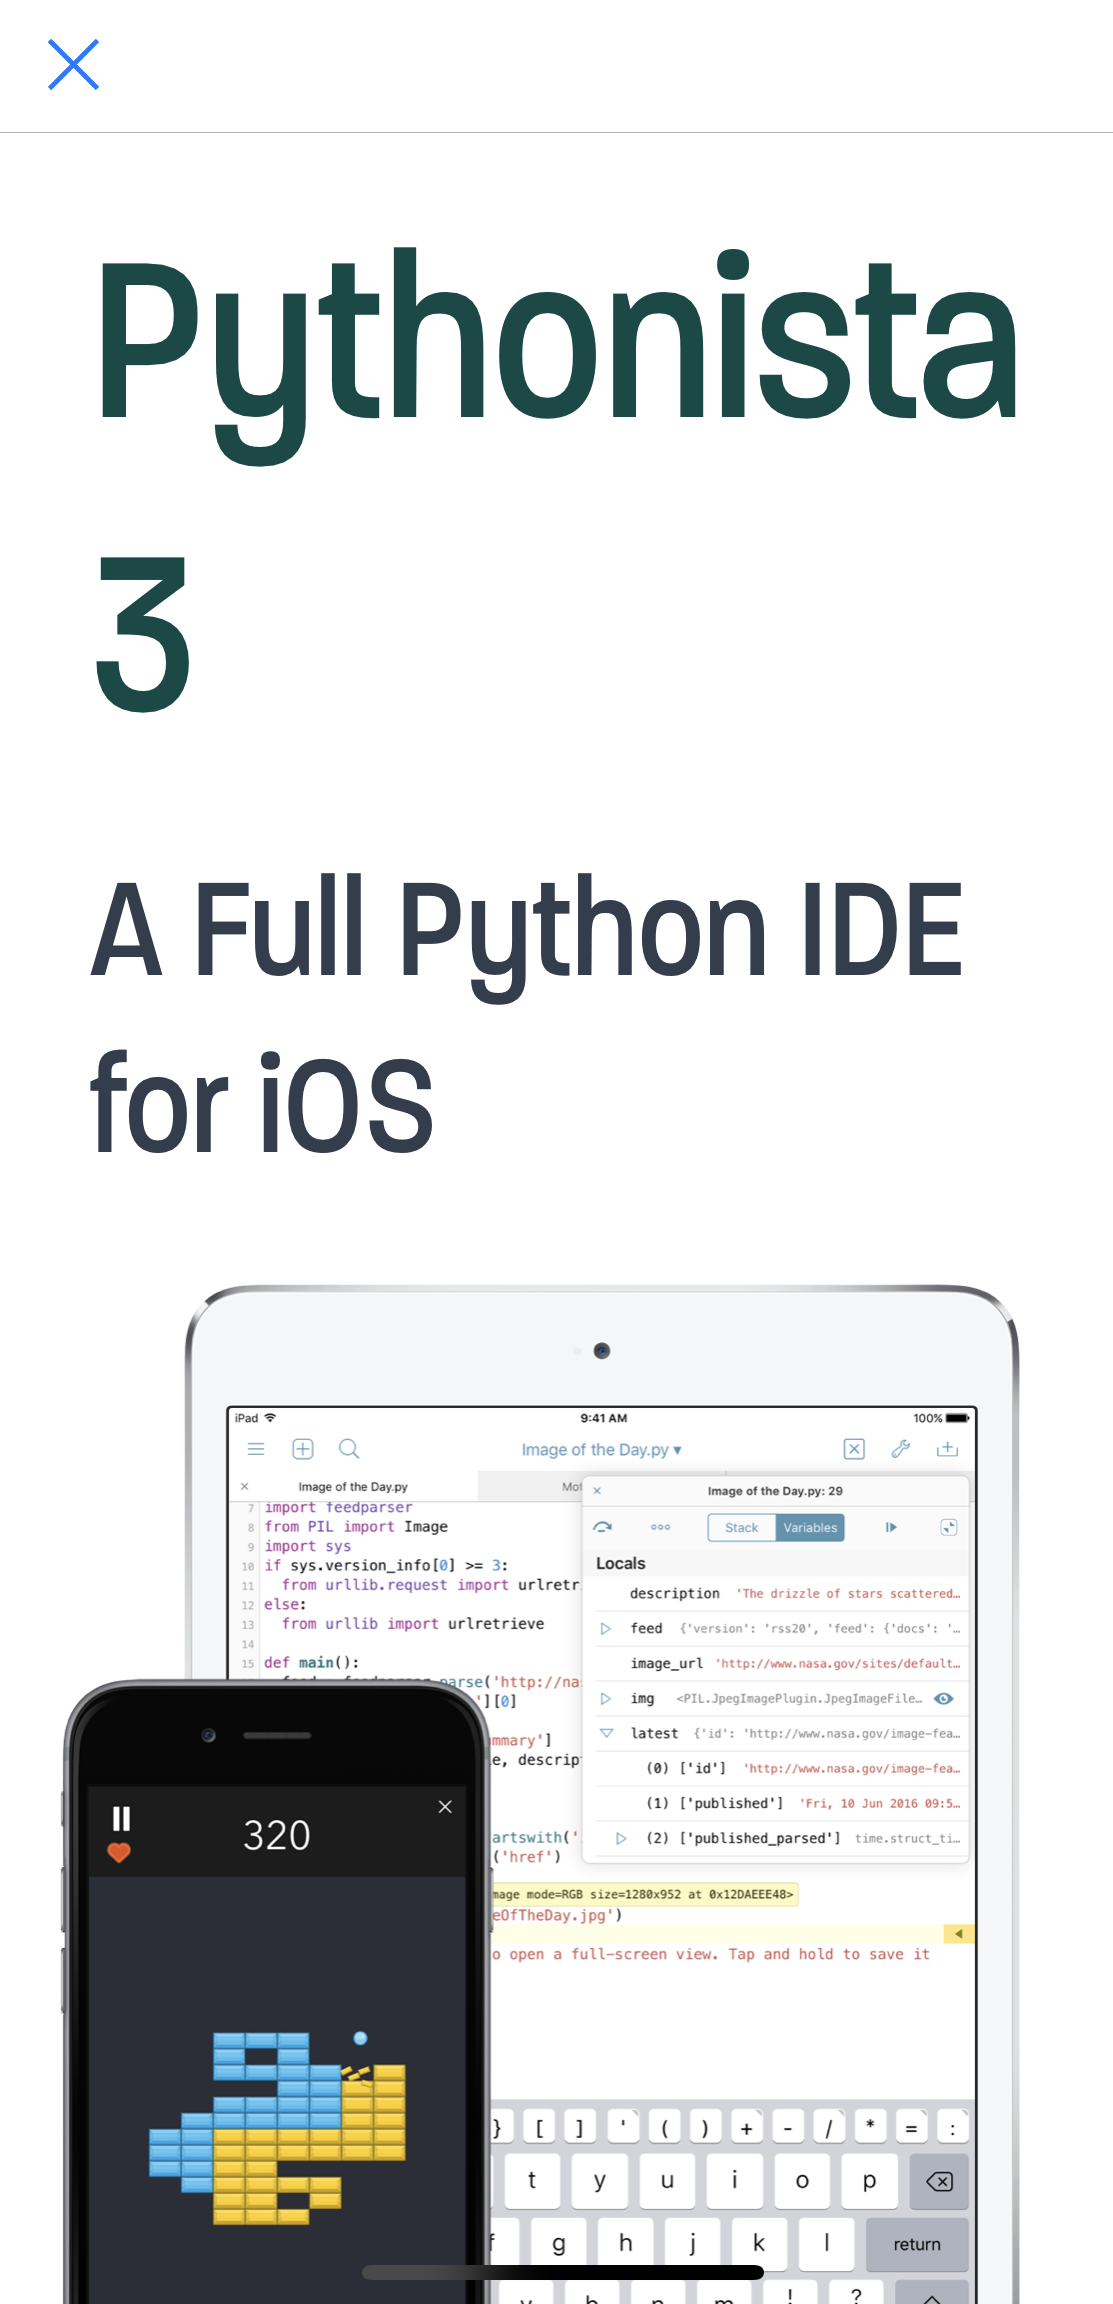 Pythonista
3
A Full Python IDE
for iOS
iPad
9:41 AM
100%
Image of the Day.py ▾
× Image of the Day.py
Mot
7 import feedparser
8 from PIL import Image
9 import sys
10 if sys.version_info[0] >= 3:
11 from urllib.request import urlretr
12 else:
13 from urllib import urlretrieve
14
15 def main():
parse('http://na
'][0]
mmary']
e, descript
artswith('
('href')
mage mode=RGB size=1280x952 at 0x12DAEEE48>
eOfTheDay.jpg')
o open a full-screen view. Tap and hold to save it
× Image of the Day.py: 29
Stack Variables
Locals
description 'The drizzle of stars scattered…
feed {'version': 'rss20', 'feed': {'docs': '…
image_url 'http://www.nasa.gov/sites/default…
img <PIL.JpegImagePlugin.JpegImageFile…
latest {'id': 'http://www.nasa.gov/image-fea…
(0) ['id'] 'http://www.nasa.gov/image-fea…
(1) ['published'] 'Fri, 10 Jun 2016 09:5…
(2) ['published_parsed'] time.struct_ti…
320
} [ ] ' ( ) + - / * = :
t y u i o p
f g h j k l return
v b n m ! ?